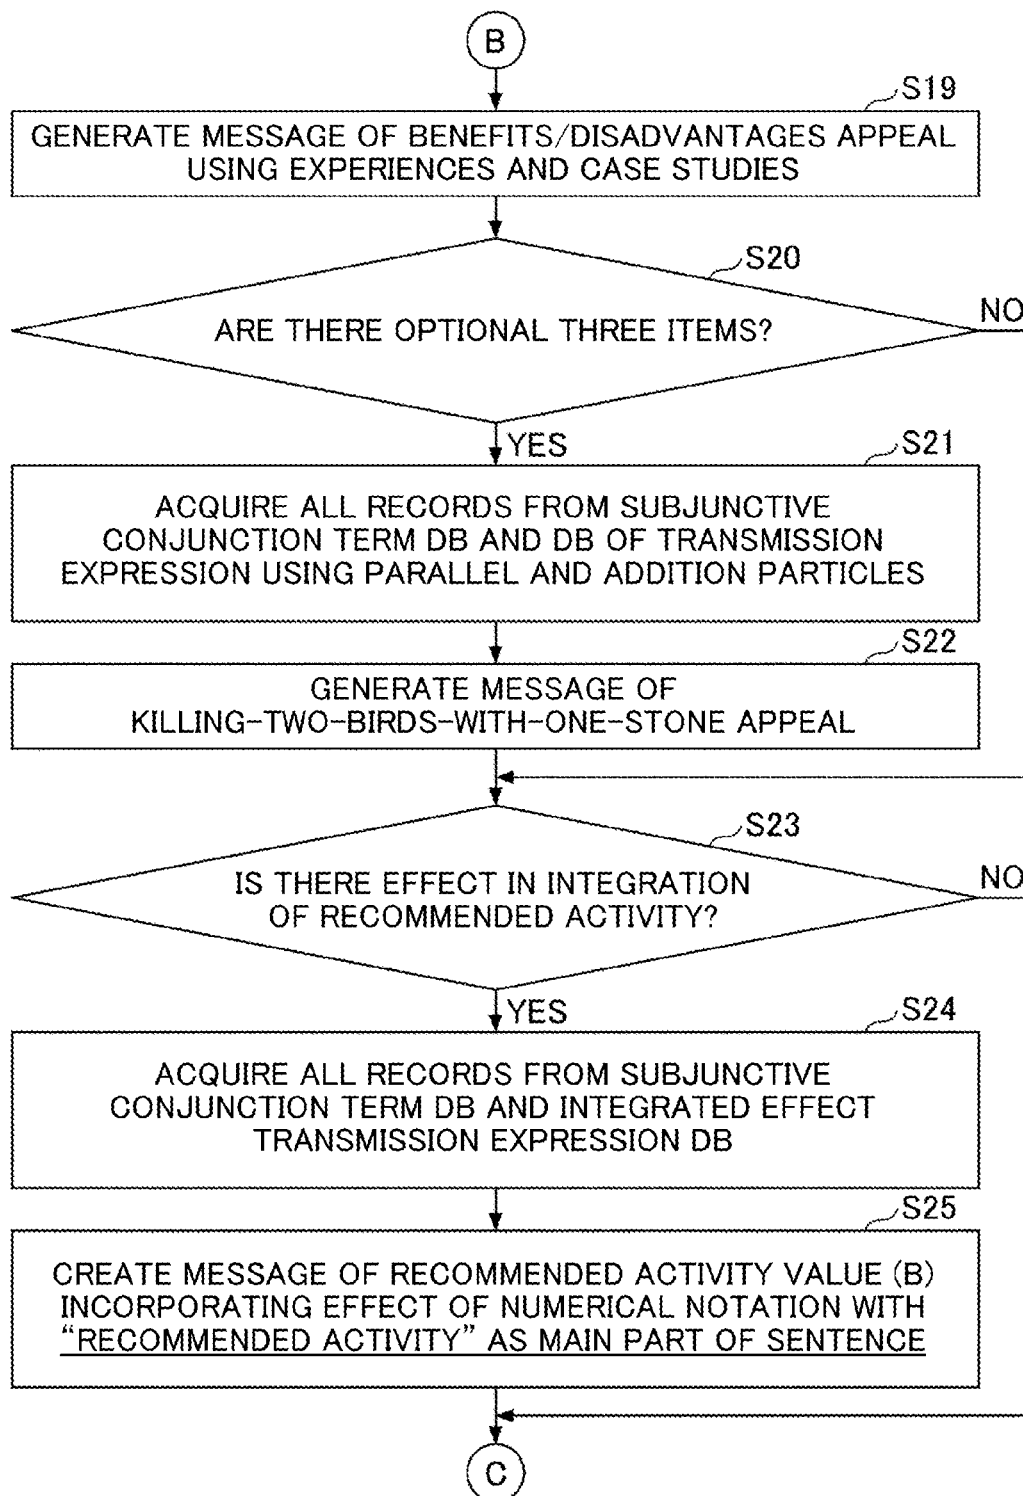 B
S19
GENERATE MESSAGE OF BENEFITS/DISADVANTAGES APPEAL
USING EXPERIENCES AND CASE STUDIES
S20
ARE THERE OPTIONAL THREE ITEMS?
NO
YES
S21
ACQUIRE ALL RECORDS FROM SUBJUNCTIVE
CONJUNCTION TERM DB AND DB OF TRANSMISSION
EXPRESSION USING PARALLEL AND ADDITION PARTICLES
S22
GENERATE MESSAGE OF
KILLING-TWO-BIRDS-WITH-ONE-STONE APPEAL
S23
IS THERE EFFECT IN INTEGRATION
OF RECOMMENDED ACTIVITY?
NO
YES
S24
ACQUIRE ALL RECORDS FROM SUBJUNCTIVE
CONJUNCTION TERM DB AND INTEGRATED EFFECT
TRANSMISSION EXPRESSION DB
S25
CREATE MESSAGE OF RECOMMENDED ACTIVITY VALUE (B)
INCORPORATING EFFECT OF NUMERICAL NOTATION WITH
“RECOMMENDED ACTIVITY” AS MAIN PART OF SENTENCE
C